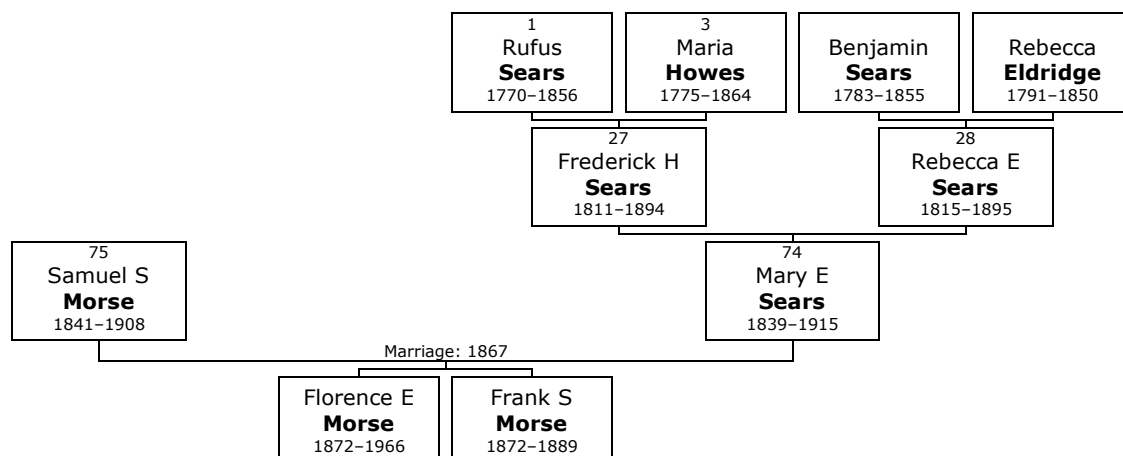 1
Rufus
Sears
1770–1856
3
Maria
Howes
1775–1864
Benjamin
Sears
1783–1855
Rebecca
Eldridge
1791–1850
27
Frederick H
Sears
1811–1894
28
Rebecca E
Sears
1815–1895
75
Samuel S
Morse
1841–1908
74
Mary E
Sears
1839–1915
Marriage: 1867
Florence E
Morse
1872–1966
Frank S
Morse
1872–1889